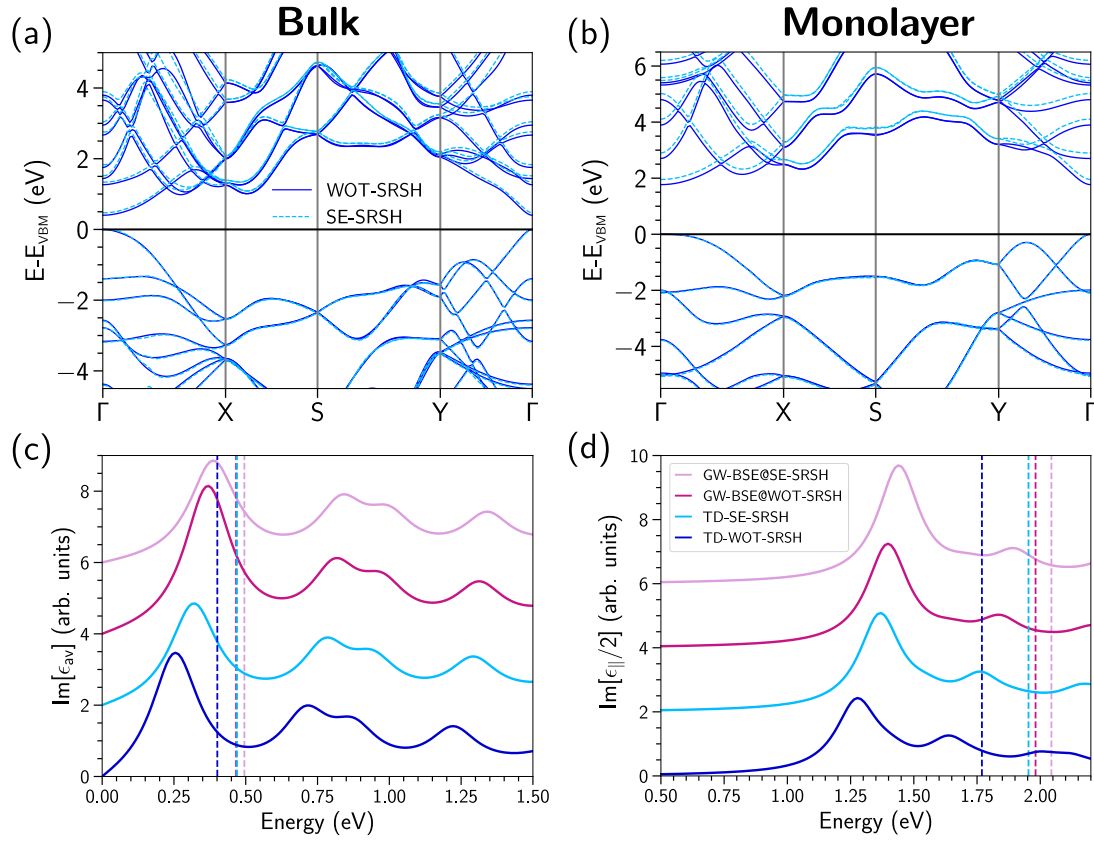 Bulk
Monolayer
(a)
(b)
E-E_VBM (eV)
4
2
0
−2
−4
WOT-SRSH
SE-SRSH
Γ X S Y Γ
E-E_VBM (eV)
6
4
2
0
−2
−4
Γ X S Y Γ
(c)
(d)
Im[ϵ_av] (arb. units)
8
6
4
2
0
0.00 0.25 0.50 0.75 1.00 1.25 1.50
Energy (eV)
Im[ϵ_∥/2] (arb. units)
10
8
6
4
2
0
GW-BSE@SE-SRSH
GW-BSE@WOT-SRSH
TD-SE-SRSH
TD-WOT-SRSH
0.50 0.75 1.00 1.25 1.50 1.75 2.00
Energy (eV)